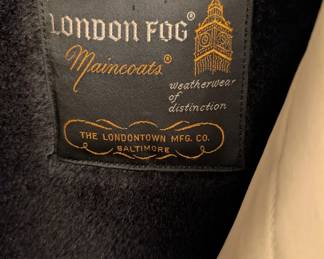 LONDON FOG®
Maincoats®
weatherwear
of
distinction
THE LONDONTOWN MFG. CO.
BALTIMORE